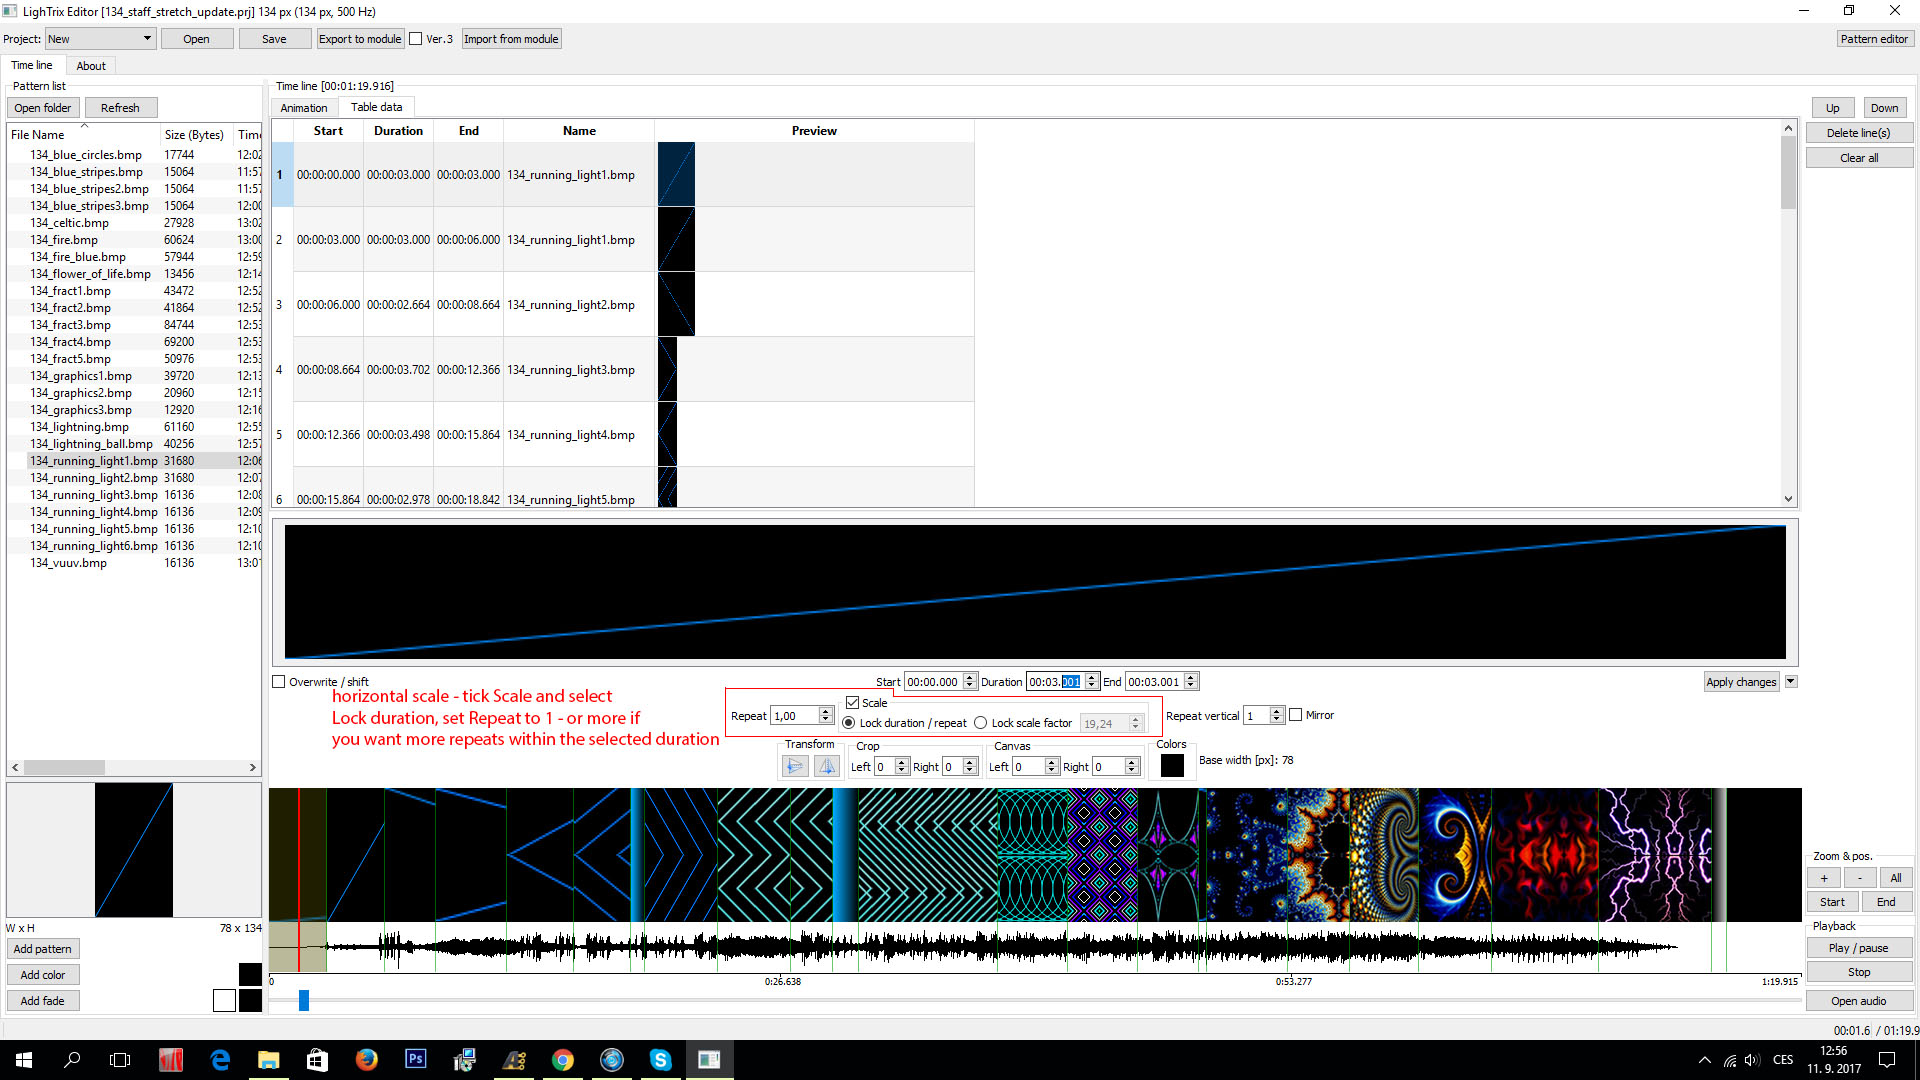 LighTrix Editor [134_staff_stretch_update.prj] 134 px (134 px, 500 Hz)
Project: New Open Save Export to module Ver.3 Import from module Pattern editor
Time line About
Pattern list
Open folder Refresh
File Name Size (Bytes) Time
134_blue_circles.bmp 17744 12:02
134_blue_stripes.bmp 15064 11:57
134_blue_stripes2.bmp 15064 11:57
134_blue_stripes3.bmp 15064 12:00
134_celtic.bmp 27928 13:02
134_fire.bmp 60624 13:00
134_fire_blue.bmp 57944 12:59
134_flower_of_life.bmp 13456 12:14
134_fract1.bmp 43472 12:52
134_fract2.bmp 41864 12:52
134_fract3.bmp 84744 12:53
134_fract4.bmp 69200 12:53
134_fract5.bmp 50976 12:53
134_graphics1.bmp 39720 12:13
134_graphics2.bmp 20960 12:15
134_graphics3.bmp 12920 12:16
134_lightning.bmp 61160 12:55
134_lightning_ball.bmp 40256 12:57
134_running_light1.bmp 31680 12:06
134_running_light2.bmp 31680 12:07
134_running_light3.bmp 16136 12:08
134_running_light4.bmp 16136 12:09
134_running_light5.bmp 16136 12:10
134_running_light6.bmp 16136 12:10
134_vuuv.bmp 16136 13:01
W x H 78 x 134
Add pattern
Add color
Add fade
Time line [00:01:19.916]
Animation Table data
Start Duration End Name Preview
1 00:00:00.000 00:00:03.000 00:00:03.000 134_running_light1.bmp
2 00:00:03.000 00:00:03.000 00:00:06.000 134_running_light1.bmp
3 00:00:06.000 00:00:02.664 00:00:08.664 134_running_light2.bmp
4 00:00:08.664 00:00:03.702 00:00:12.366 134_running_light3.bmp
5 00:00:12.366 00:00:03.498 00:00:15.864 134_running_light4.bmp
6 00:00:15.864 00:00:02.978 00:00:18.842 134_running_light5.bmp
Up Down
Delete line(s)
Clear all
Overwrite / shift Start 00:00.000 Duration 00:03.001 End 00:03.001 Apply changes
horizontal scale - tick Scale and select
Lock duration, set Repeat to 1 - or more if
you want more repeats within the selected duration
Scale
Repeat 1,00 Lock duration / repeat Lock scale factor 19,24 Repeat vertical 1 Mirror
Transform Crop Canvas Colors
Left 0 Right 0 Left 0 Right 0 Base width [px]: 78
0 0:26.638 0:53.277 1:19.915
Zoom & pos.
+ - All
Start End
Playback
Play / pause
Stop
Open audio
00:01.6 / 01:19.9
Ps
CES
12:56
11. 9. 2017